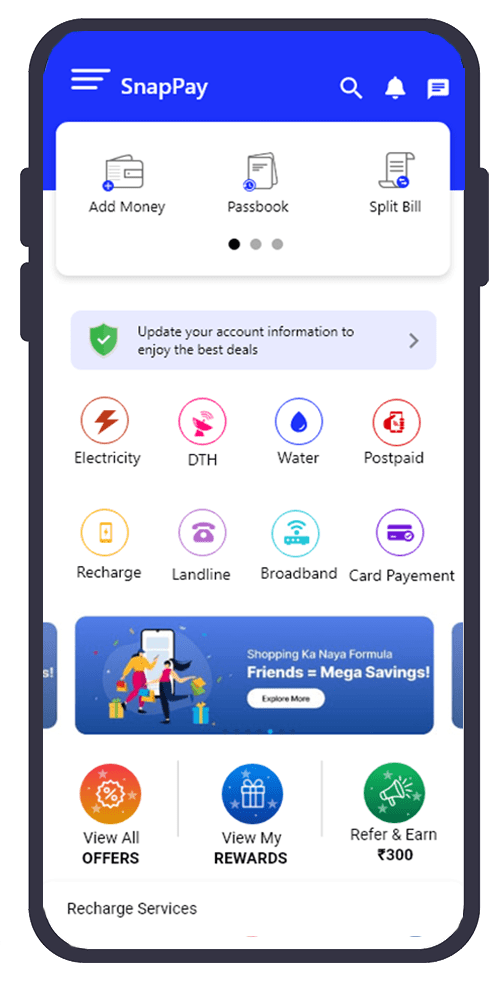 SnapPay
Add Money
Passbook
Split Bill
Update your account information to
enjoy the best deals
Electricity
DTH
Water
Postpaid
Recharge
Landline
Broadband
Card Payement
s!
Shopping Ka Naya Formula
Friends = Mega Savings!
Explore More
View All
OFFERS
View My
REWARDS
Refer & Earn
₹300
Recharge Services